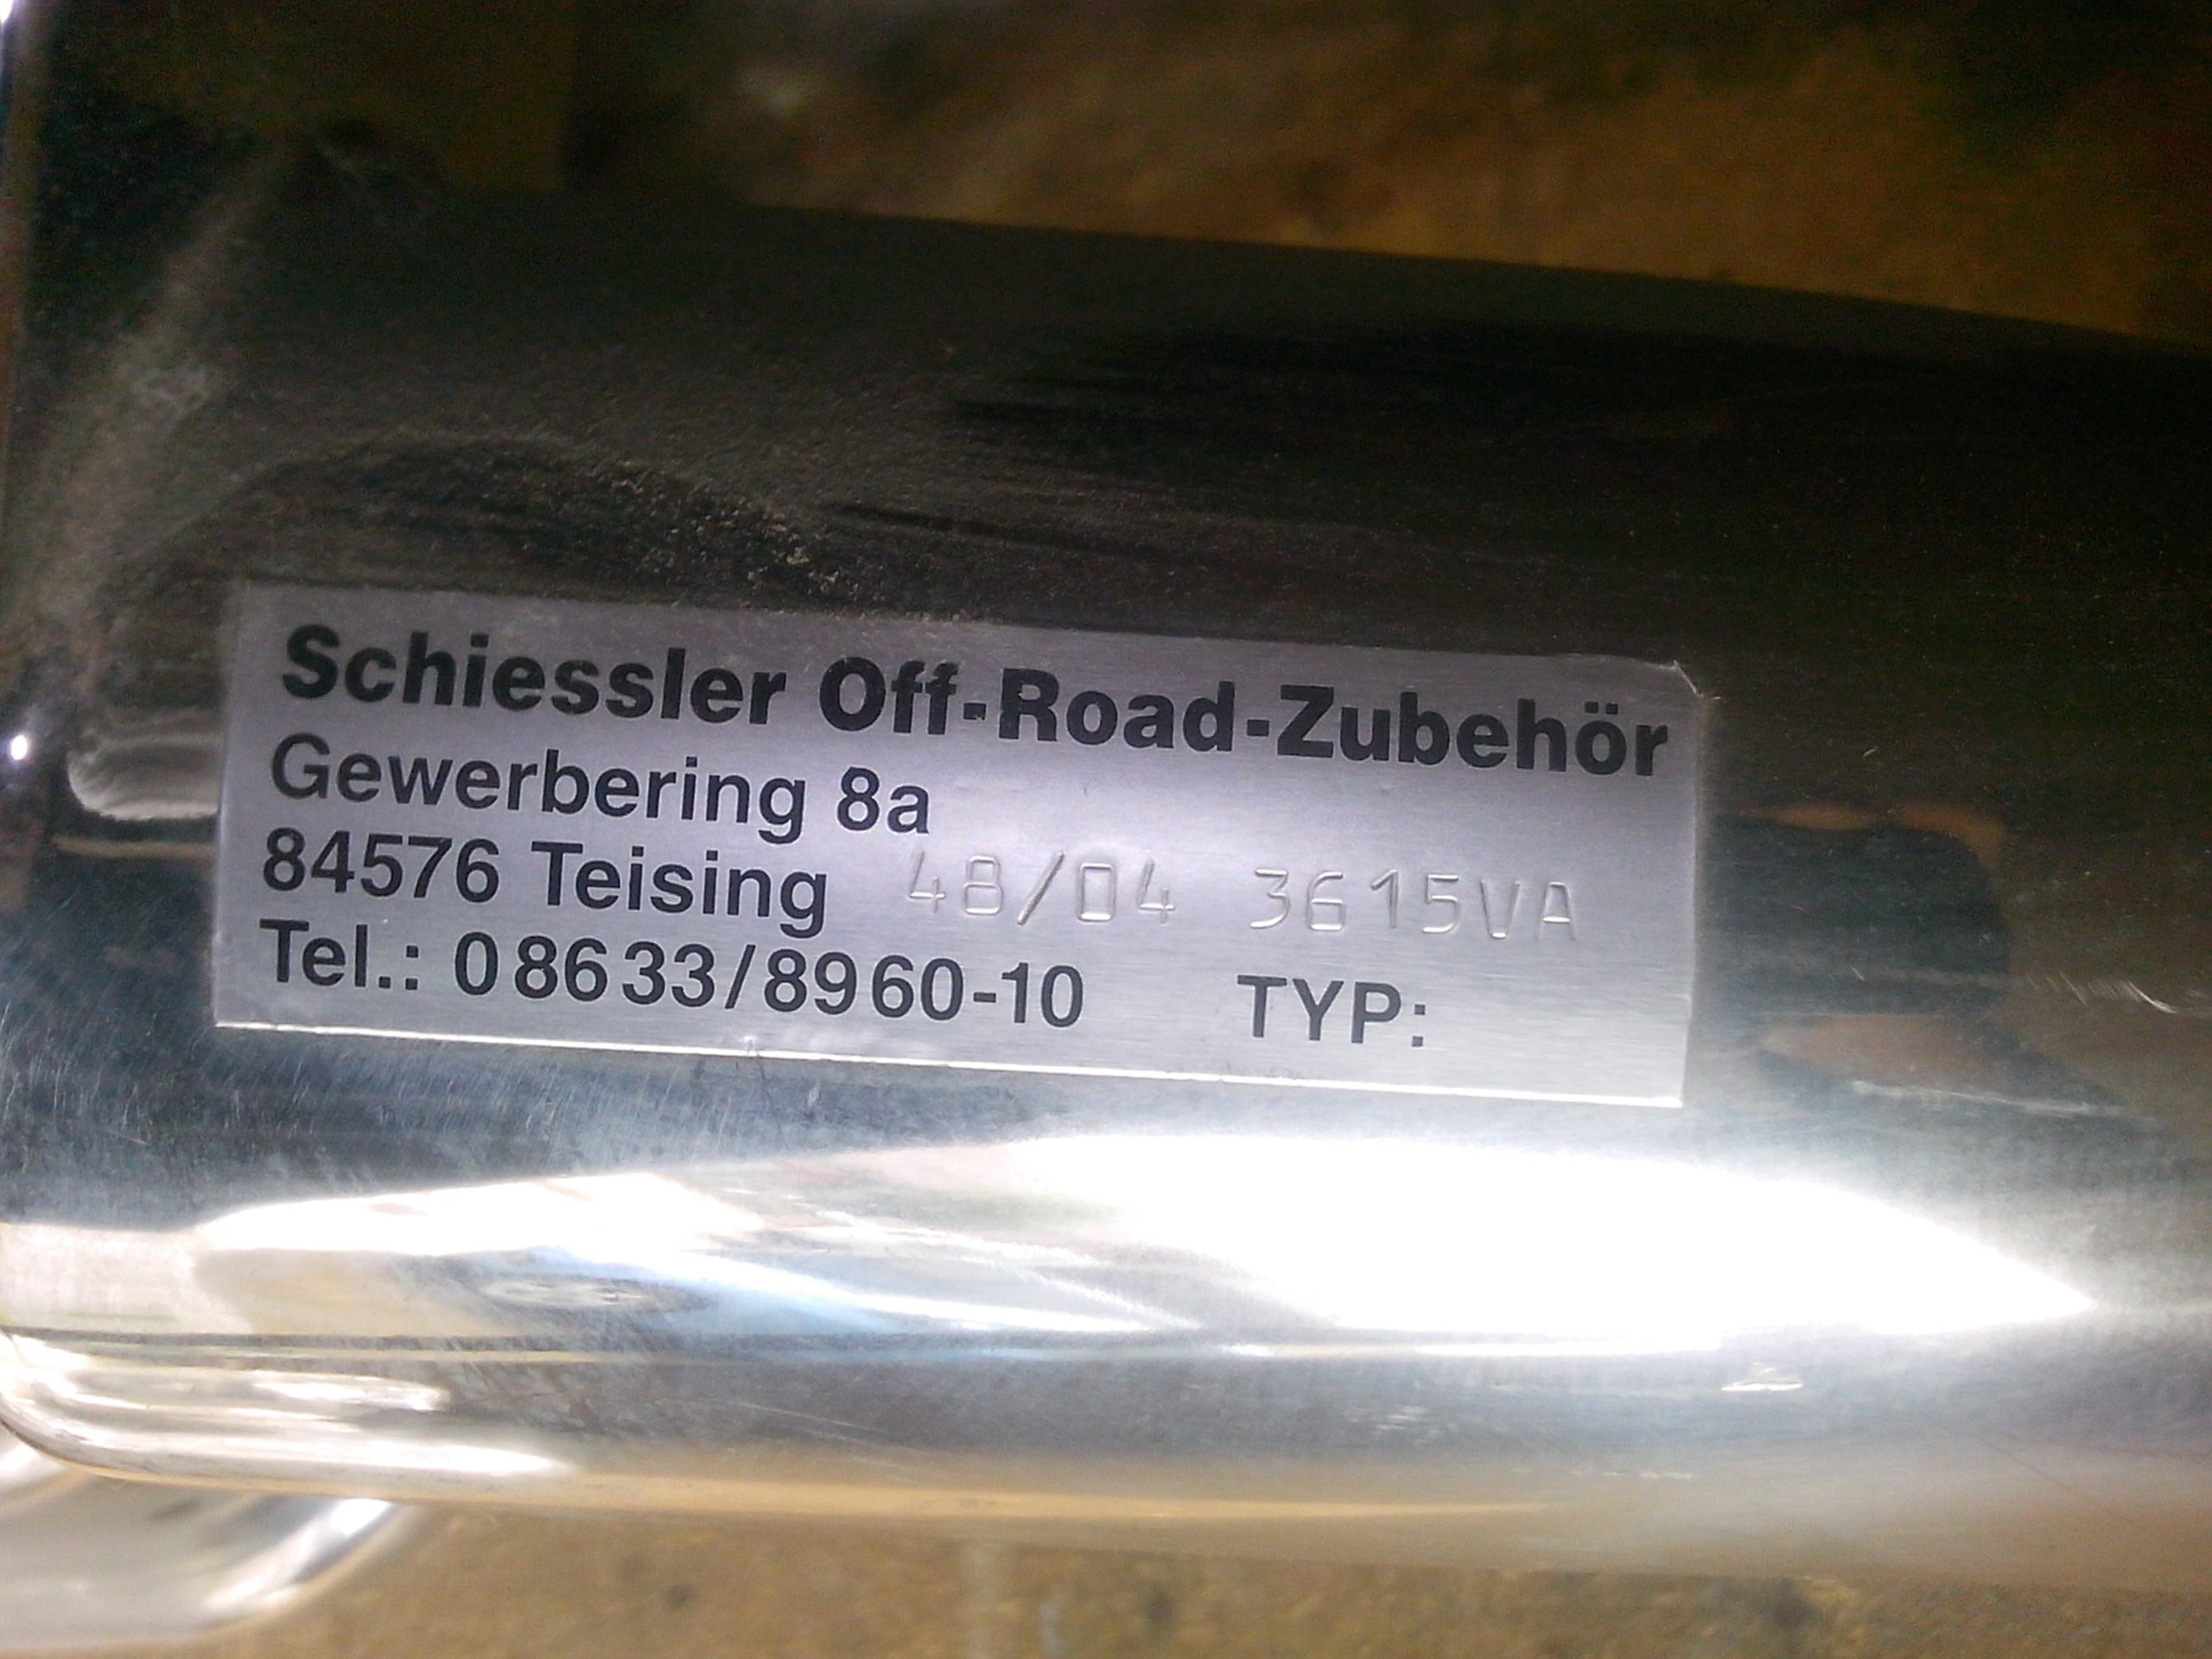 Schiessler Off-Road-Zubehör
Gewerbering 8a
84576 Teising 48/04 3615VA
Tel.: 08633/8960-10 TYP: